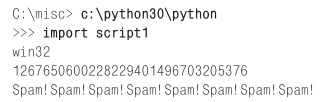 C:\misc> c:\python30\python
>>> import script1
win32
1267650600228229401496703205376
Spam!Spam!Spam!Spam!Spam!Spam!Spam!Spam!